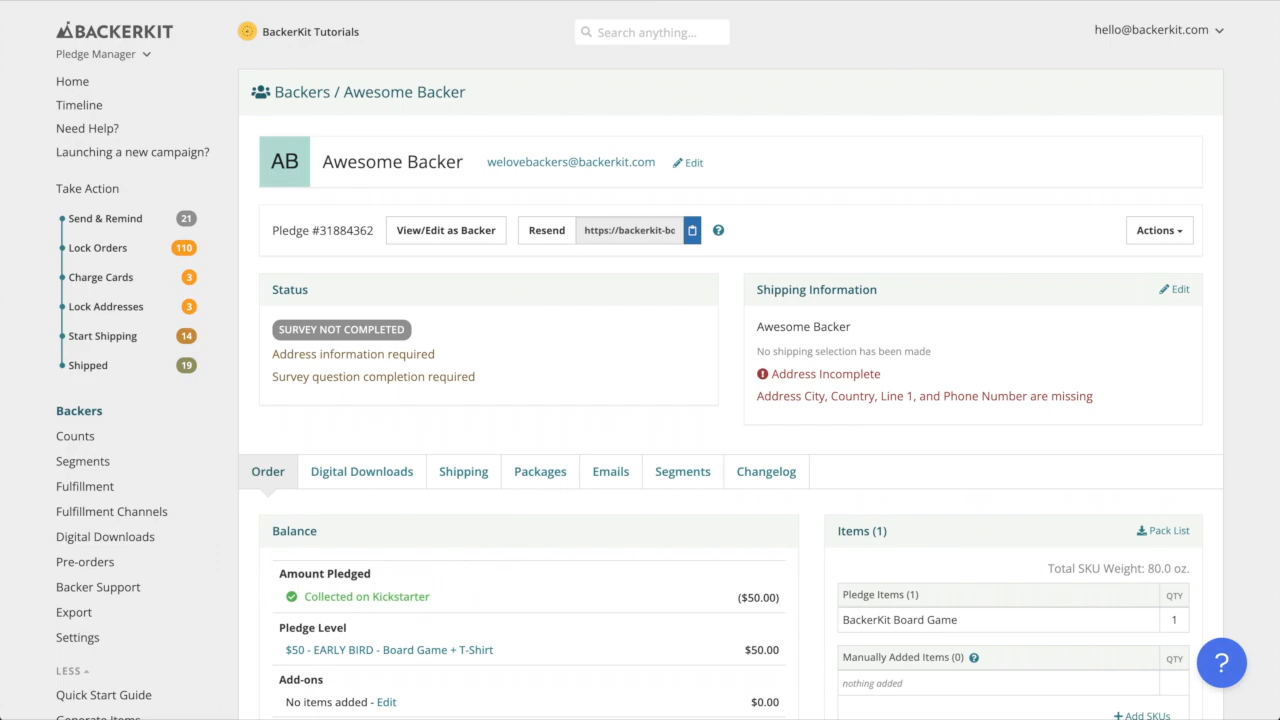 BACKERKIT
Pledge Manager
BackerKit Tutorials
Search anything...
hello@backerkit.com
Home
Timeline
Need Help?
Launching a new campaign?
Take Action
Send & Remind 21
Lock Orders 110
Charge Cards 3
Lock Addresses 3
Start Shipping 14
Shipped 19
Backers
Counts
Segments
Fulfillment
Fulfillment Channels
Digital Downloads
Pre-orders
Backer Support
Export
Settings
LESS
Quick Start Guide
Generate Items
Backers / Awesome Backer
AB Awesome Backer welovebackers@backerkit.com Edit
Pledge #31884362 View/Edit as Backer Resend https://backerkit-bc ? Actions
Status
SURVEY NOT COMPLETED
Address information required
Survey question completion required
Shipping Information Edit
Awesome Backer
No shipping selection has been made
Address Incomplete
Address City, Country, Line 1, and Phone Number are missing
Order Digital Downloads Shipping Packages Emails Segments Changelog
Balance
Amount Pledged
Collected on Kickstarter ($50.00)
Pledge Level
$50 - EARLY BIRD - Board Game + T-Shirt $50.00
Add-ons
No items added - Edit $0.00
Items (1) Pack List
Total SKU Weight: 80.0 oz.
Pledge Items (1) QTY
BackerKit Board Game 1
Manually Added Items (0) ? QTY
nothing added
+ Add SKUs
?